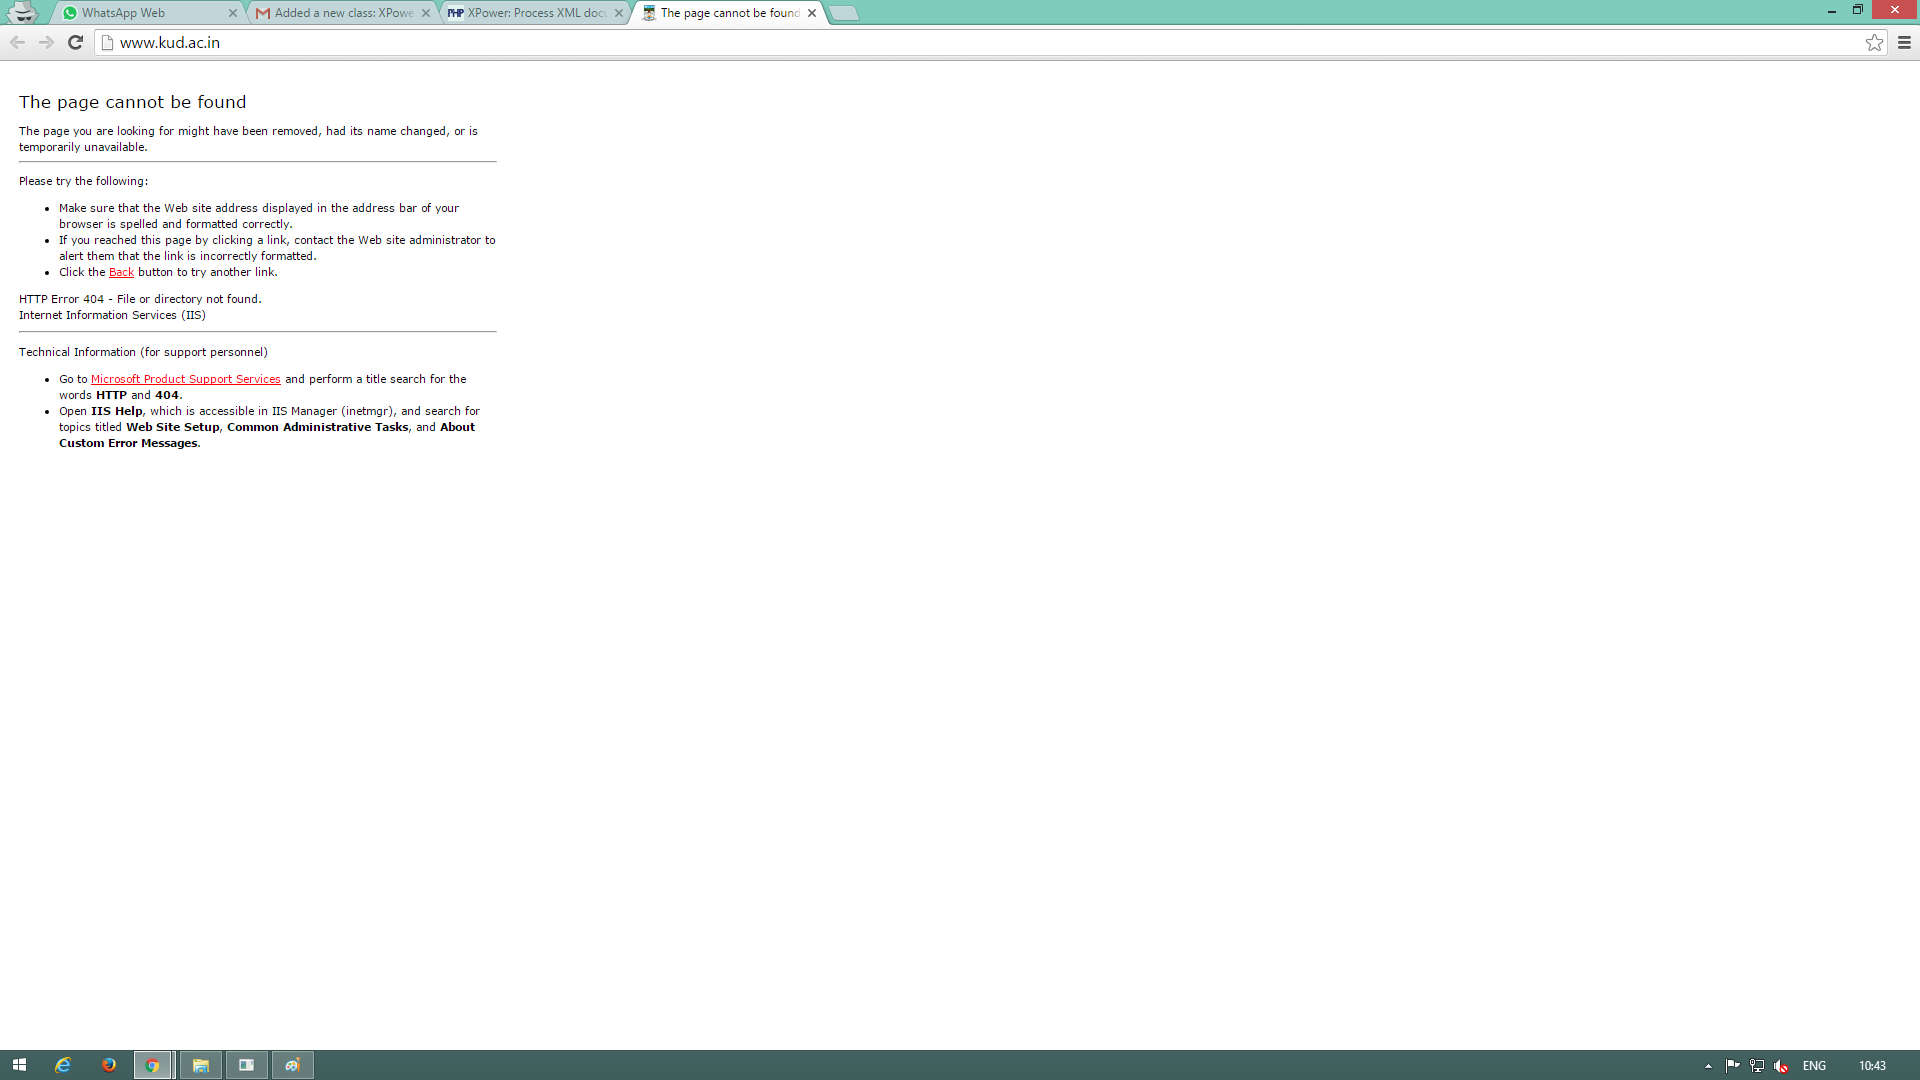 WhatsApp Web
Added a new class: XPowe
PHP XPower: Process XML docu
The page cannot be found
www.kud.ac.in
The page cannot be found
The page you are looking for might have been removed, had its name changed, or is
temporarily unavailable.
Please try the following:
Make sure that the Web site address displayed in the address bar of your
browser is spelled and formatted correctly.
If you reached this page by clicking a link, contact the Web site administrator to
alert them that the link is incorrectly formatted.
Click the Back button to try another link.
HTTP Error 404 - File or directory not found.
Internet Information Services (IIS)
Technical Information (for support personnel)
Go to Microsoft Product Support Services and perform a title search for the
words HTTP and 404.
Open IIS Help, which is accessible in IIS Manager (inetmgr), and search for
topics titled Web Site Setup, Common Administrative Tasks, and About
Custom Error Messages.
ENG
10:43